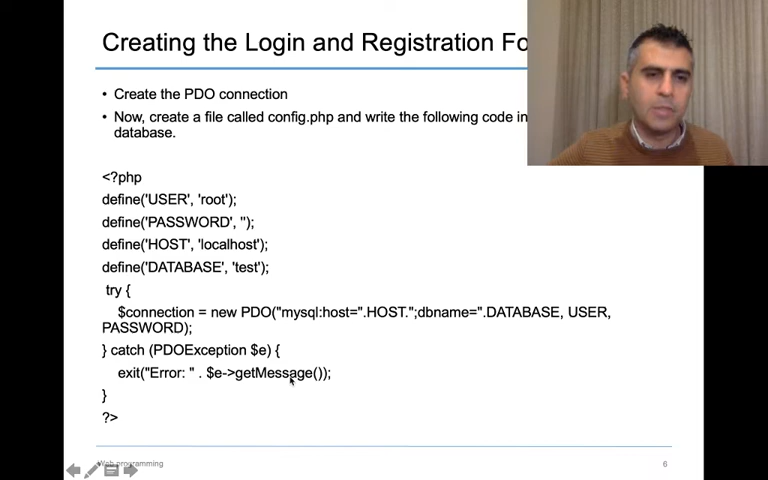 Creating the Login and Registration Fo
• Create the PDO connection
• Now, create a file called config.php and write the following code in
database.
<?php
define('USER', 'root');
define('PASSWORD', '');
define('HOST', 'localhost');
define('DATABASE', 'test');
try {
$connection = new PDO("mysql:host=".HOST.";dbname=".DATABASE, USER,
PASSWORD);
} catch (PDOException $e) {
exit("Error: " . $e->getMessage());
}
?>
Web programming
6